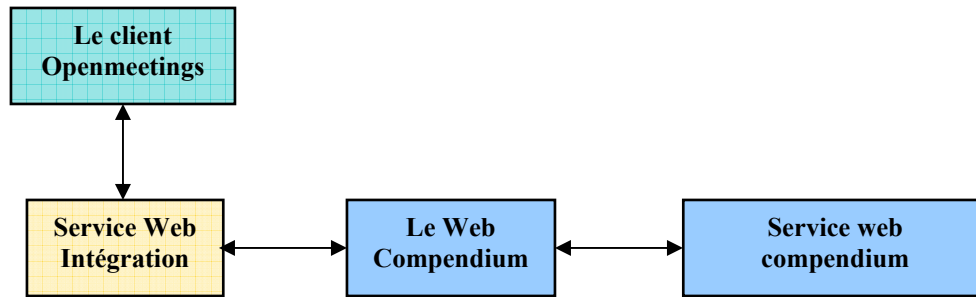 Le client
Openmeetings
Service Web
Intégration
Le Web
Compendium
Service web
compendium